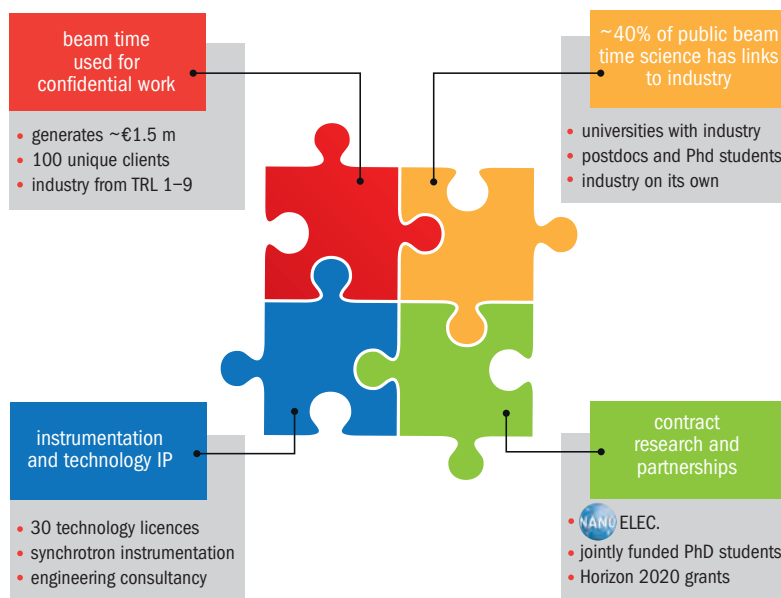 beam time
used for
confidential work
• generates ~€1.5 m
• 100 unique clients
• industry from TRL 1–9
~40% of public beam
time science has links
to industry
• universities with industry
• postdocs and Phd students
• industry on its own
instrumentation
and technology IP
• 30 technology licences
• synchrotron instrumentation
• engineering consultancy
contract
research and
partnerships
• NANO ELEC.
• jointly funded PhD students
• Horizon 2020 grants